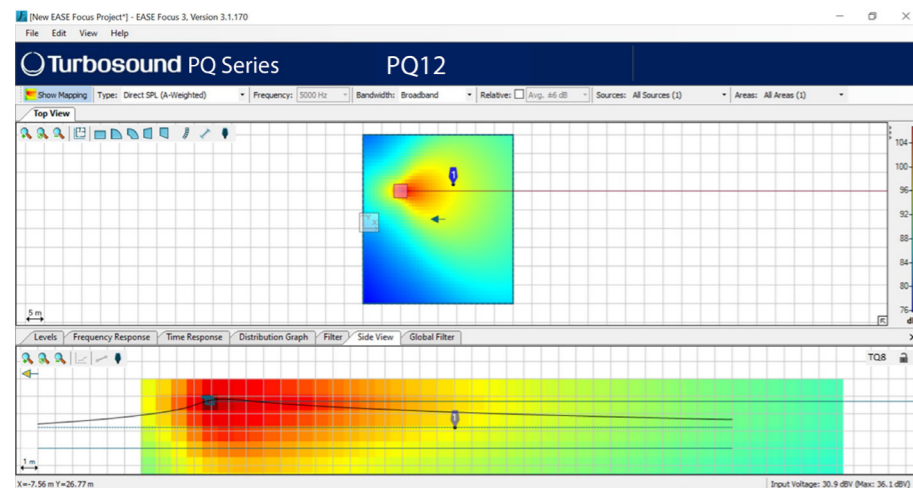 [New EASE Focus Project*] - EASE Focus 3, Version 3.1.170
File Edit View Help
Turbosound PQ Series PQ12
Show Mapping Type: Direct SPL (A-Weighted) Frequency: 5000 Hz Bandwidth: Broadband Relative: Avg. ±6 dB Sources: All Sources (1) Areas: All Areas (1)
Top View
104
100
96
92
88
84
80
76
1
Y
X
5 m
Levels Frequency Response Time Response Distribution Graph Filter Side View Global Filter
TQ8
1
1 m
X=-7.56 m Y=26.77 m Input Voltage: 30.9 dBV (Max: 36.1 dBV)